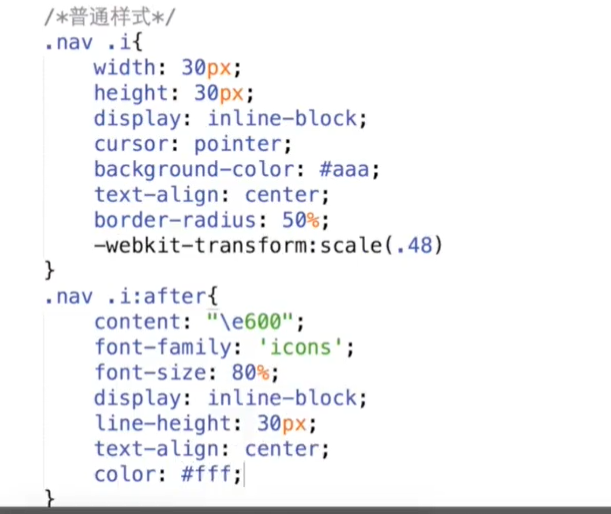 /*普通样式*/
.nav .i{
    width: 30px;
    height: 30px;
    display: inline-block;
    cursor: pointer;
    background-color: #aaa;
    text-align: center;
    border-radius: 50%;
    -webkit-transform:scale(.48)
}
.nav .i:after{
    content: "\e600";
    font-family: 'icons';
    font-size: 80%;
    display: inline-block;
    line-height: 30px;
    text-align: center;
    color: #fff;
}